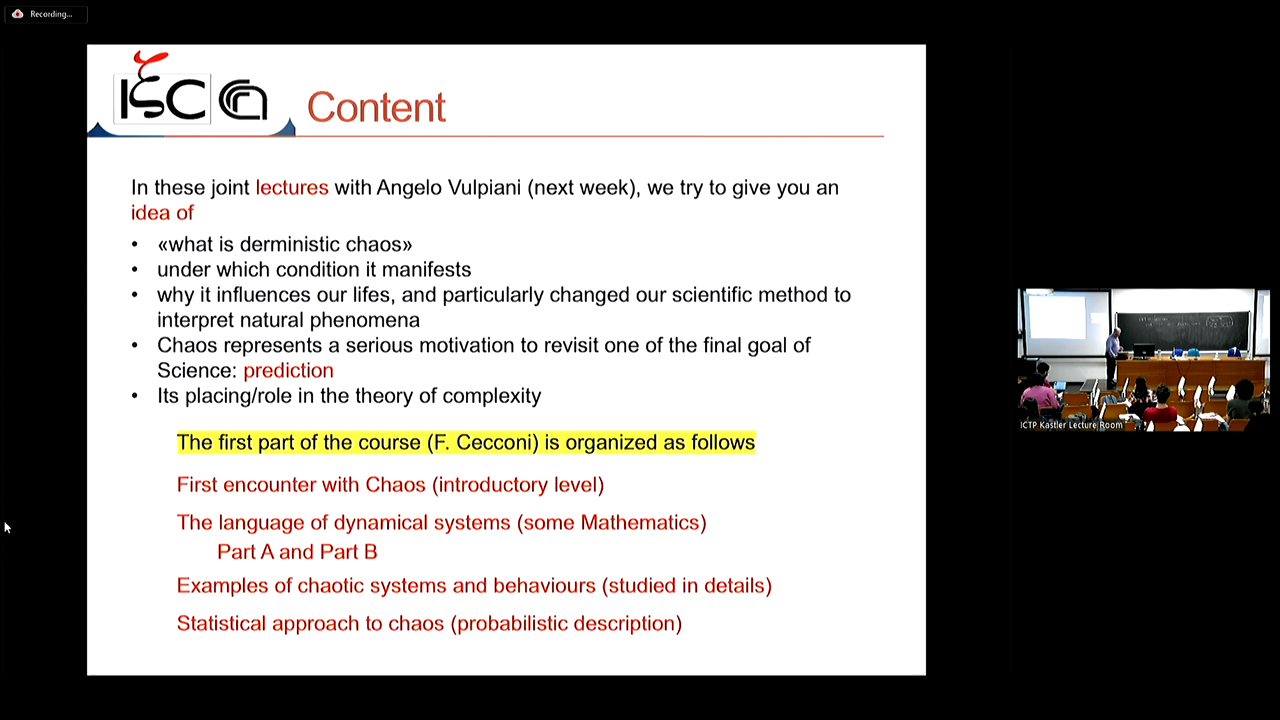 Recording...
ISC
Content
In these joint lectures with Angelo Vulpiani (next week), we try to give you an
idea of
• «what is derministic chaos»
• under which condition it manifests
• why it influences our lifes, and particularly changed our scientific method to
interpret natural phenomena
• Chaos represents a serious motivation to revisit one of the final goal of
Science: prediction
• Its placing/role in the theory of complexity
The first part of the course (F. Cecconi) is organized as follows
First encounter with Chaos (introductory level)
The language of dynamical systems (some Mathematics)
Part A and Part B
Examples of chaotic systems and behaviours (studied in details)
Statistical approach to chaos (probabilistic description)
ICTP Kastler Lecture Room